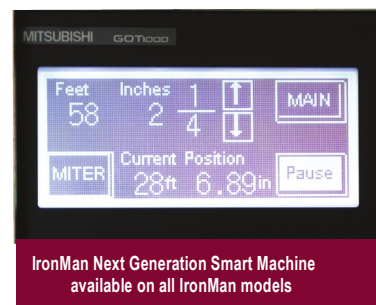 MITSUBISHI GOT1000
Feet Inches 1 ↑ MAIN
58 2 4 ↓
MITER Current Position Pause
28ft 6.89in
IronMan Next Generation Smart Machine
available on all IronMan models